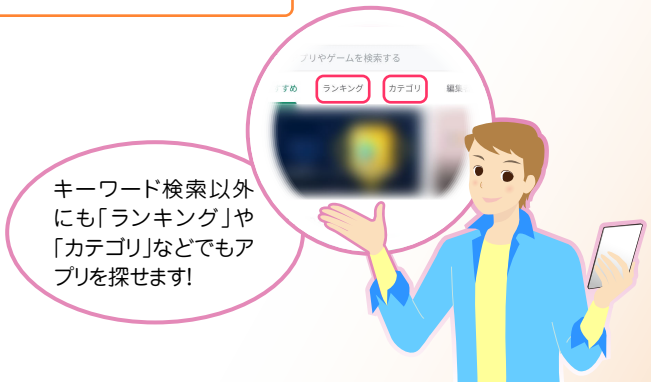 プリやゲームを検索する
すめ
ランキング
カテゴリ
編集
キーワード検索以外
にも「ランキング」や
「カテゴリ」などでもア
プリを探せます!